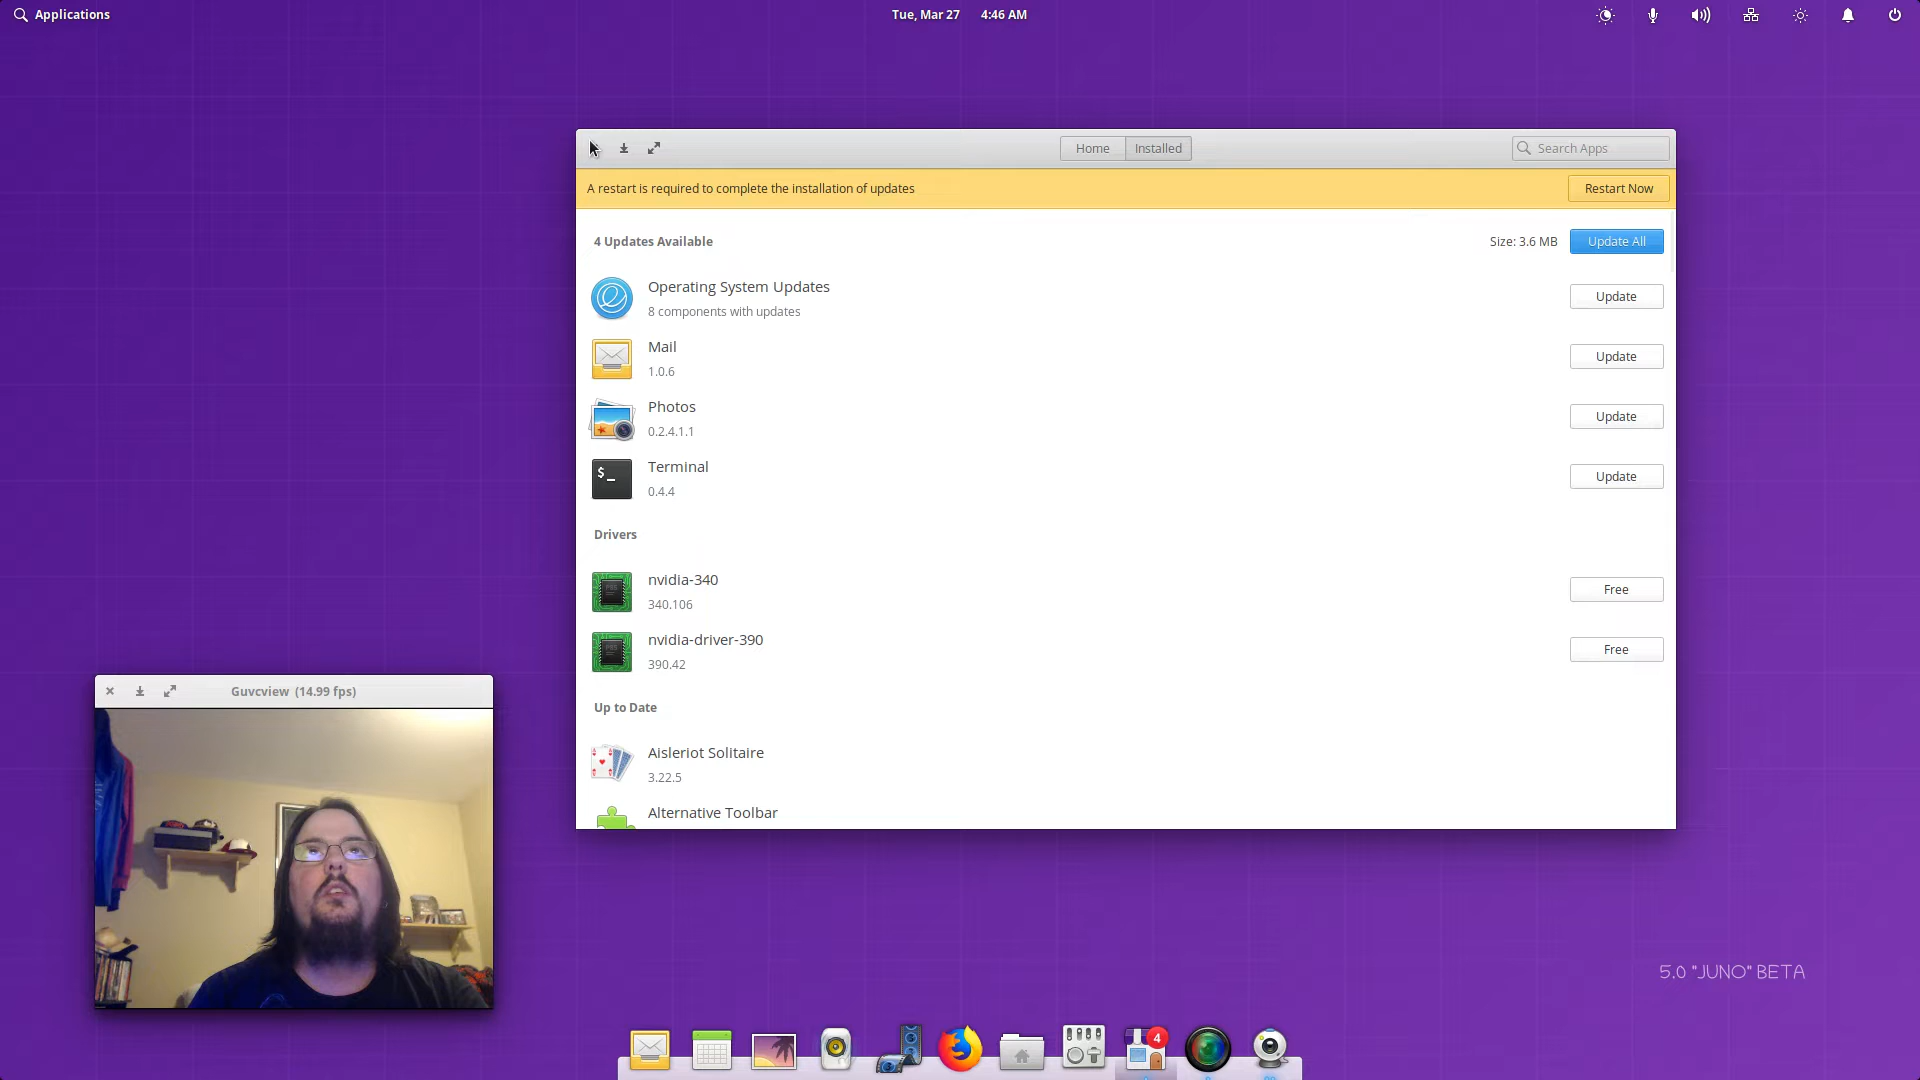 Applications
Tue, Mar 27 4:46 AM
Home
Installed
Search Apps
A restart is required to complete the installation of updates
Restart Now
4 Updates Available
Size: 3.6 MB
Update All
Operating System Updates
8 components with updates
Update
Mail
1.0.6
Update
Photos
0.2.4.1.1
Update
$_
Terminal
0.4.4
Update
Drivers
nvidia-340
340.106
Free
nvidia-driver-390
390.42
Free
Up to Date
Aisleriot Solitaire
3.22.5
Alternative Toolbar
Guvcview (14.99 fps)
5.0 "JUNO" BETA
4